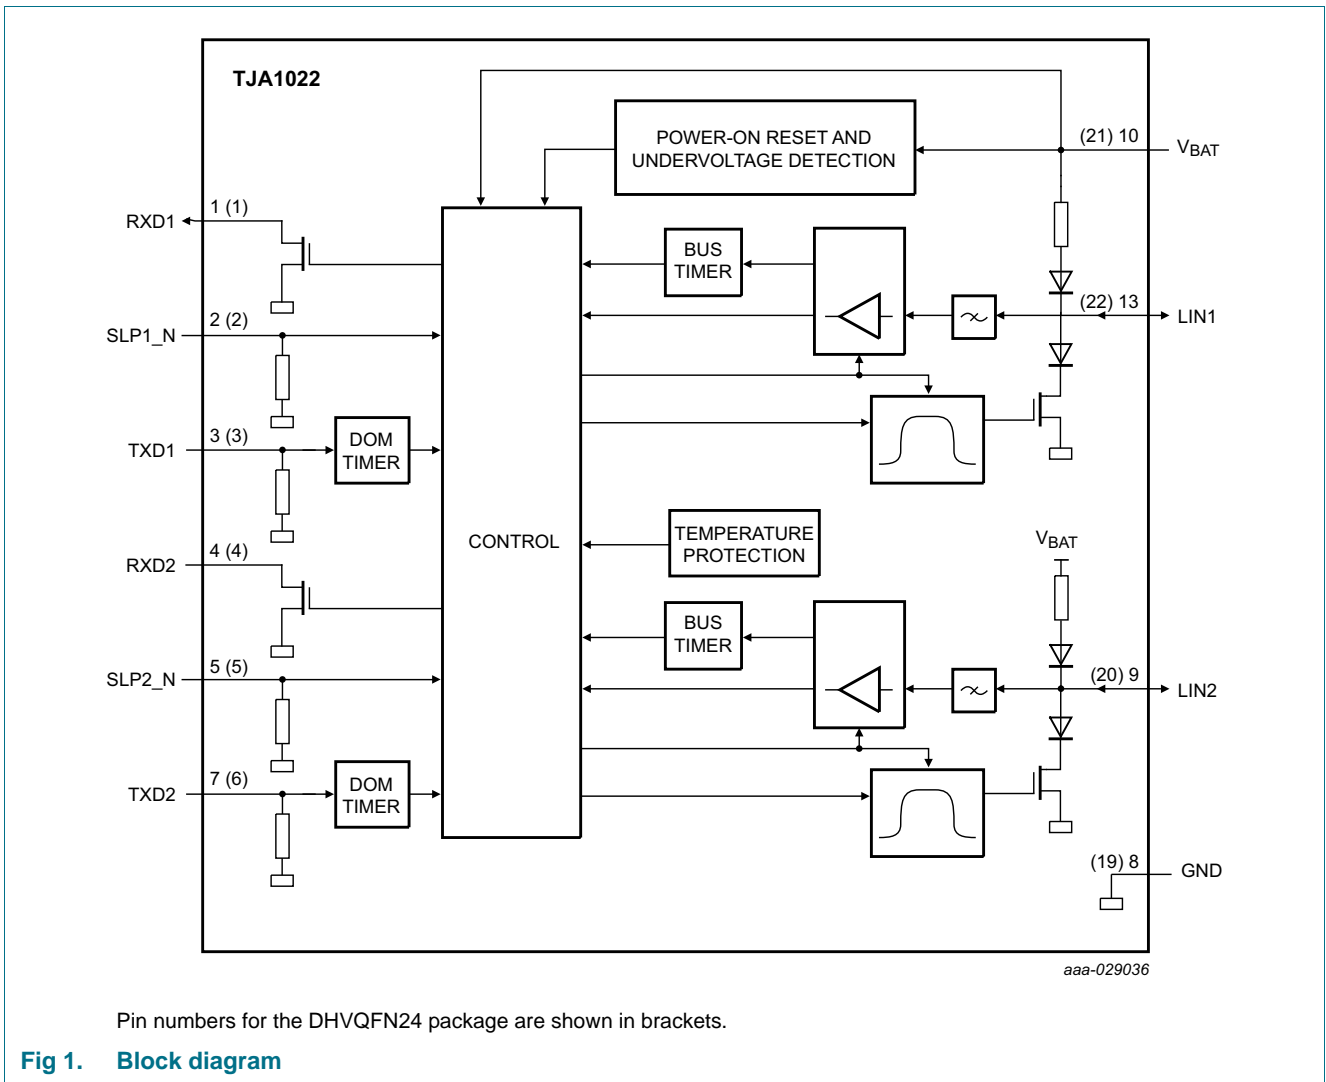 TJA1022
POWER-ON RESET AND
UNDERVOLTAGE DETECTION
(21) 10
VBAT
RXD1
1 (1)
BUS
TIMER
(22) 13
LIN1
SLP1_N
2 (2)
TXD1
3 (3)
DOM
TIMER
CONTROL
TEMPERATURE
PROTECTION
VBAT
RXD2
4 (4)
BUS
TIMER
(20) 9
LIN2
SLP2_N
5 (5)
TXD2
7 (6)
DOM
TIMER
(19) 8
GND
aaa-029036
Pin numbers for the DHVQFN24 package are shown in brackets.
Fig 1. Block diagram